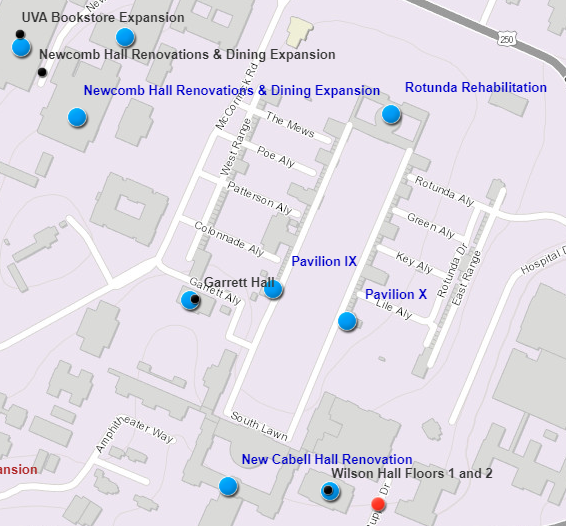 UVA Bookstore Expansion
New
Newcomb Hall Renovations & Dining Expansion
250
Newcomb Hall Renovations & Dining Expansion
Rotunda Rehabilitation
McCormick Rd
The Mews
West Range
Poe Aly
Patterson Aly
Rotunda Aly
Colonnade Aly
Green Aly
Key Aly
Rotunda Dr
East Range
Hospital D
Pavilion IX
Garrett Hall
Garrett Aly
Pavilion X
Lile Aly
South Lawn
Amphitheater Way
ansion
New Cabell Hall Renovation
Wilson Hall Floors 1 and 2
Dr